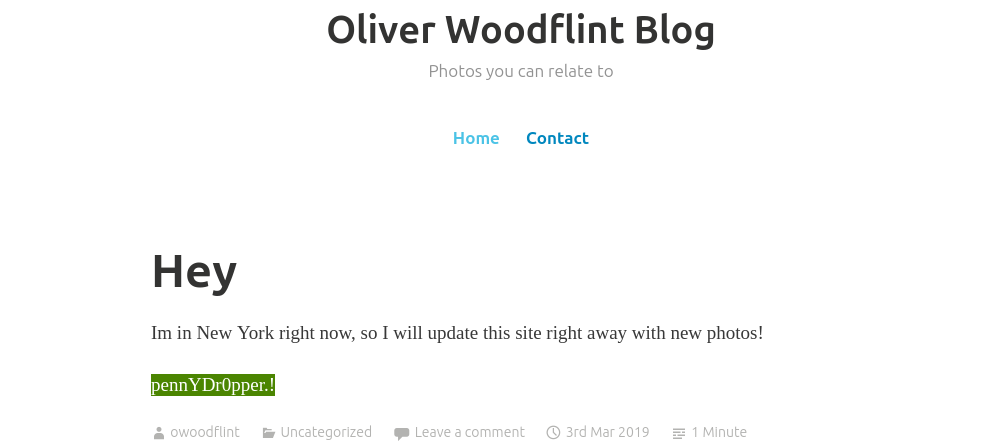 Oliver Woodflint Blog
Photos you can relate to
Home Contact
Hey
Im in New York right now, so I will update this site right away with new photos!
pennYDr0pper.!
owoodflint Uncategorized Leave a comment 3rd Mar 2019 1 Minute